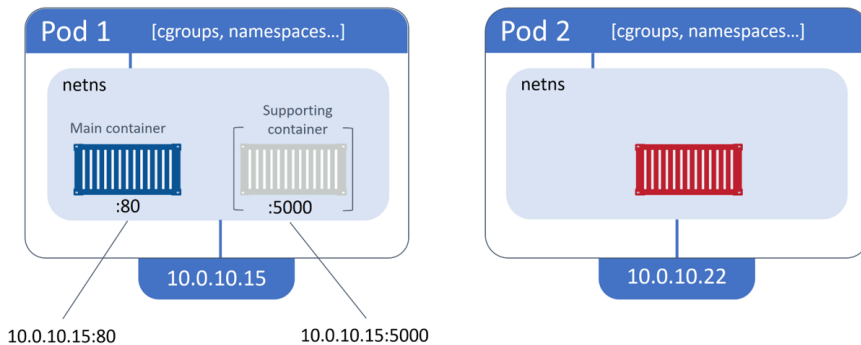 Pod 1 [cgroups, namespaces...]
netns
Main container
Supporting
container
:80
:5000
10.0.10.15
10.0.10.15:80
10.0.10.15:5000
Pod 2 [cgroups, namespaces...]
netns
10.0.10.22